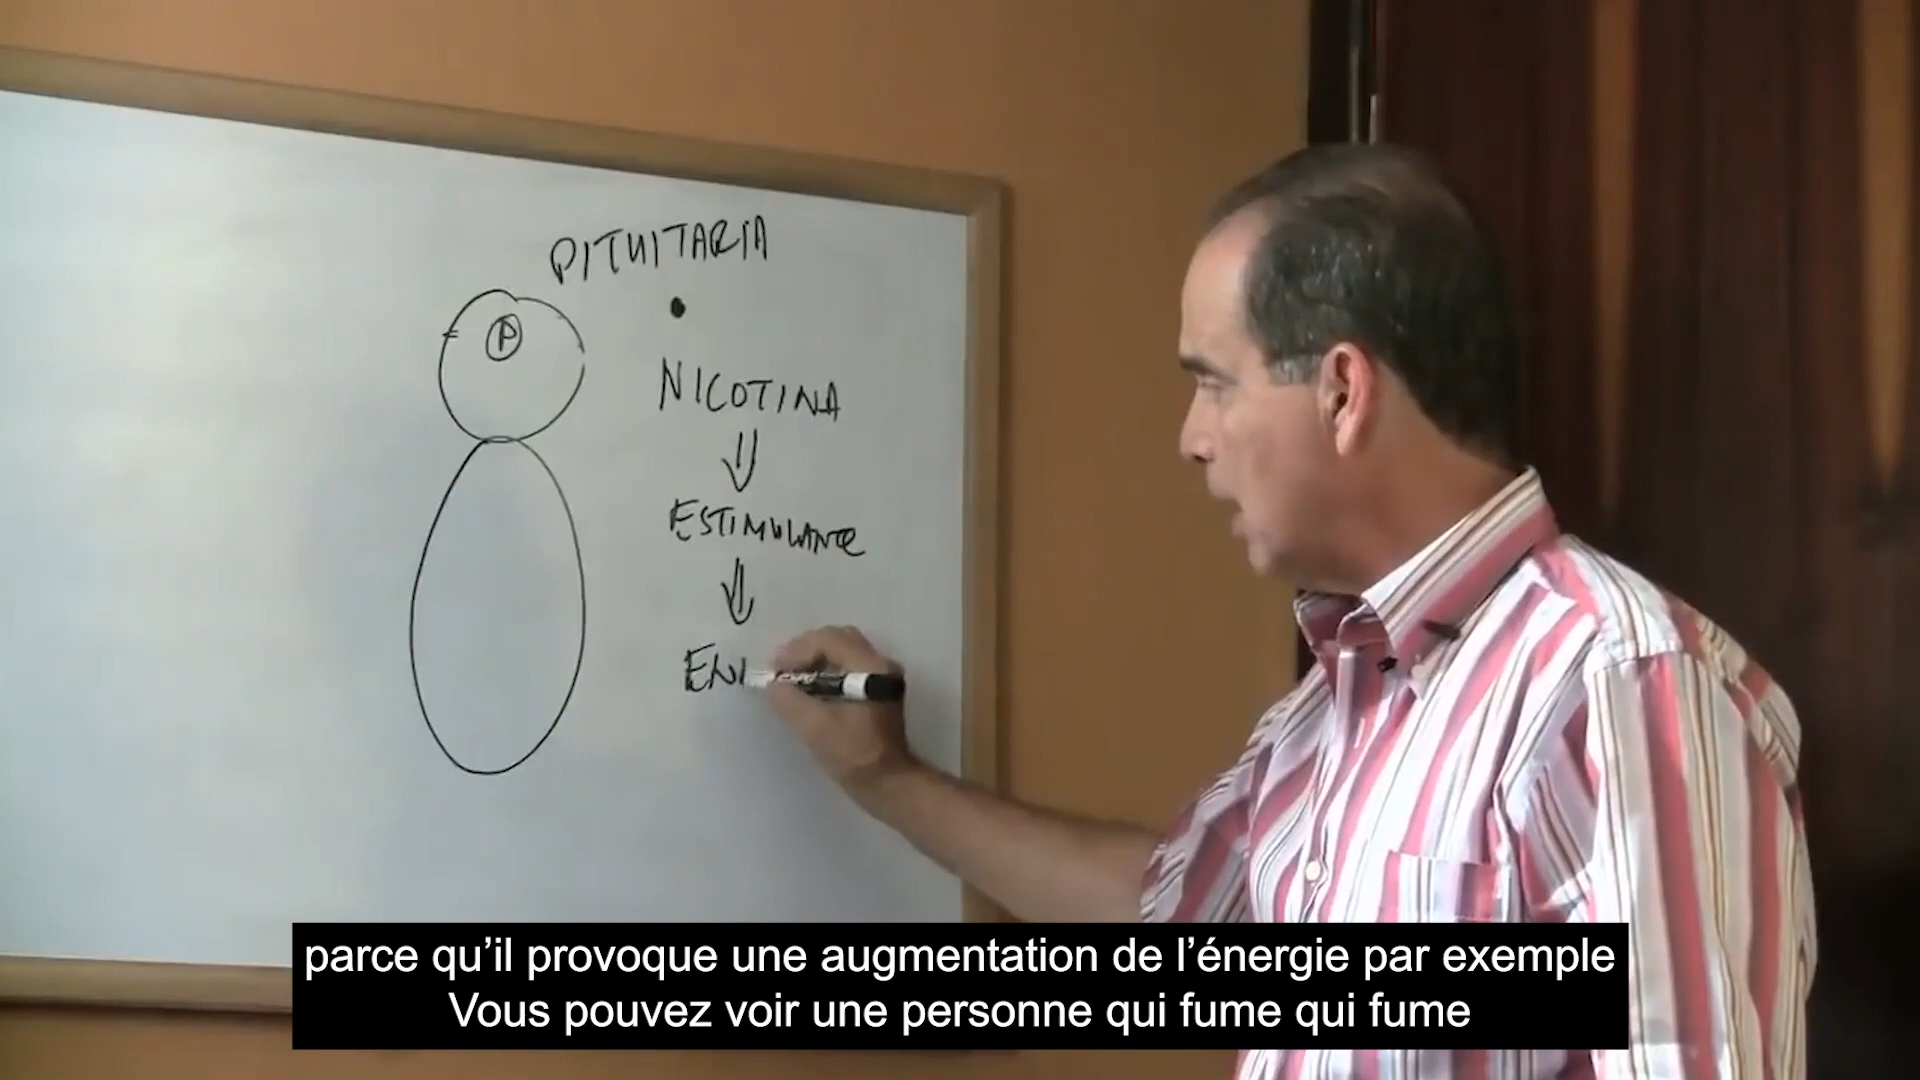 PITUITARIA
P
NICOTINA
ESTIMULANTE
parce qu’il provoque une augmentation de l’énergie par exemple
Vous pouvez voir une personne qui fume qui fume